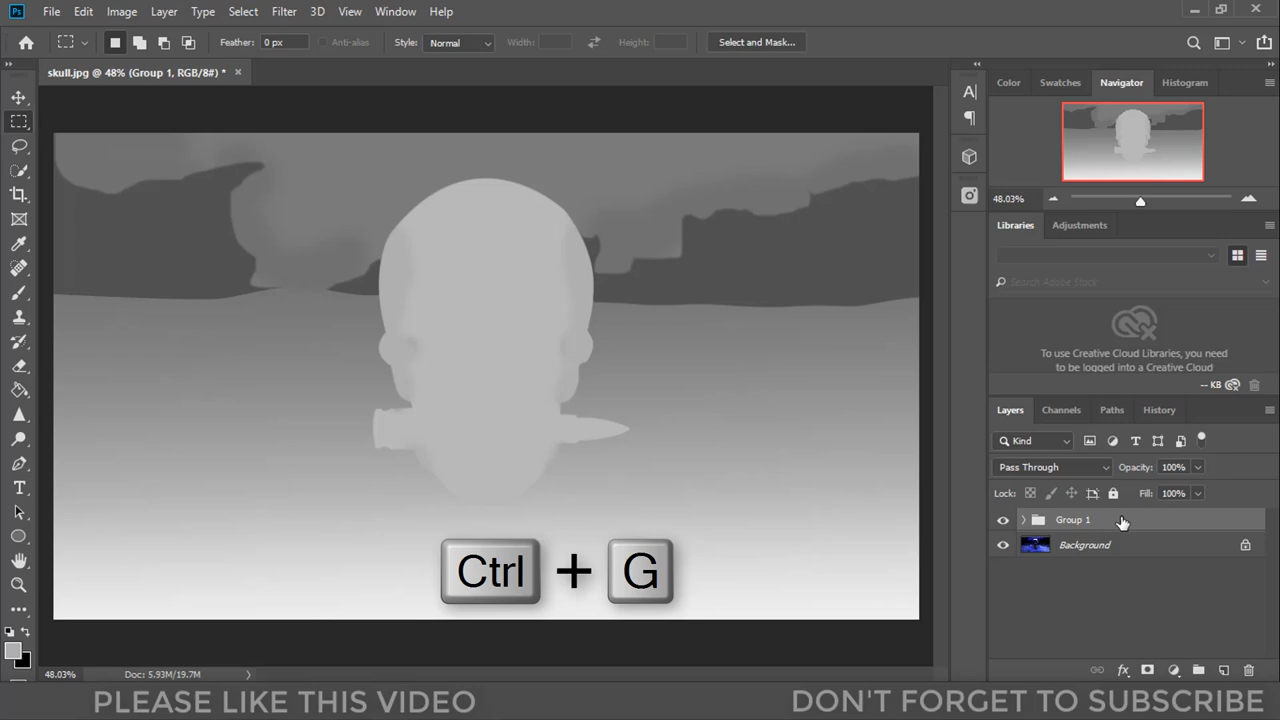 Ps File Edit Image Layer Type Select Filter 3D View Window Help
Feather: 0 px Anti-alias Style: Normal Width: Height: Select and Mask...
skull.jpg @ 48% (Group 1, RGB/8#) * ×
Color Swatches Navigator Histogram
48.03%
Libraries Adjustments
Search Adobe Stock
To use Creative Cloud Libraries, you need
to be logged into a Creative Cloud
-- KB
Layers Channels Paths History
Kind
Pass Through Opacity: 100%
Lock: Fill: 100%
Group 1
Background
Ctrl + G
48.03% Doc: 5.93M/19.7M
PLEASE LIKE THIS VIDEO DON'T FORGET TO SUBSCRIBE